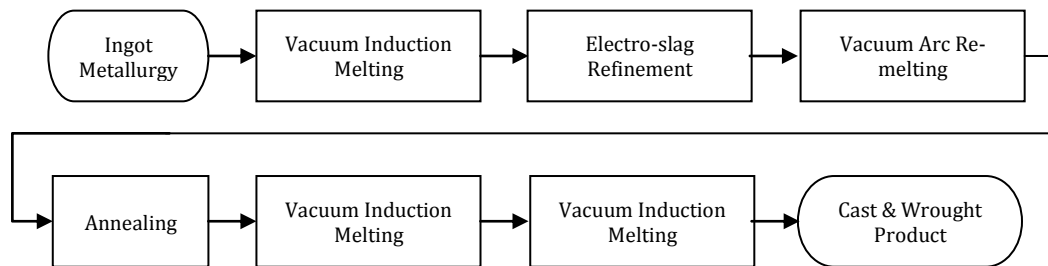 Ingot
Metallurgy
Vacuum Induction
Melting
Electro-slag
Refinement
Vacuum Arc Re-
melting
Annealing
Vacuum Induction
Melting
Vacuum Induction
Melting
Cast & Wrought
Product